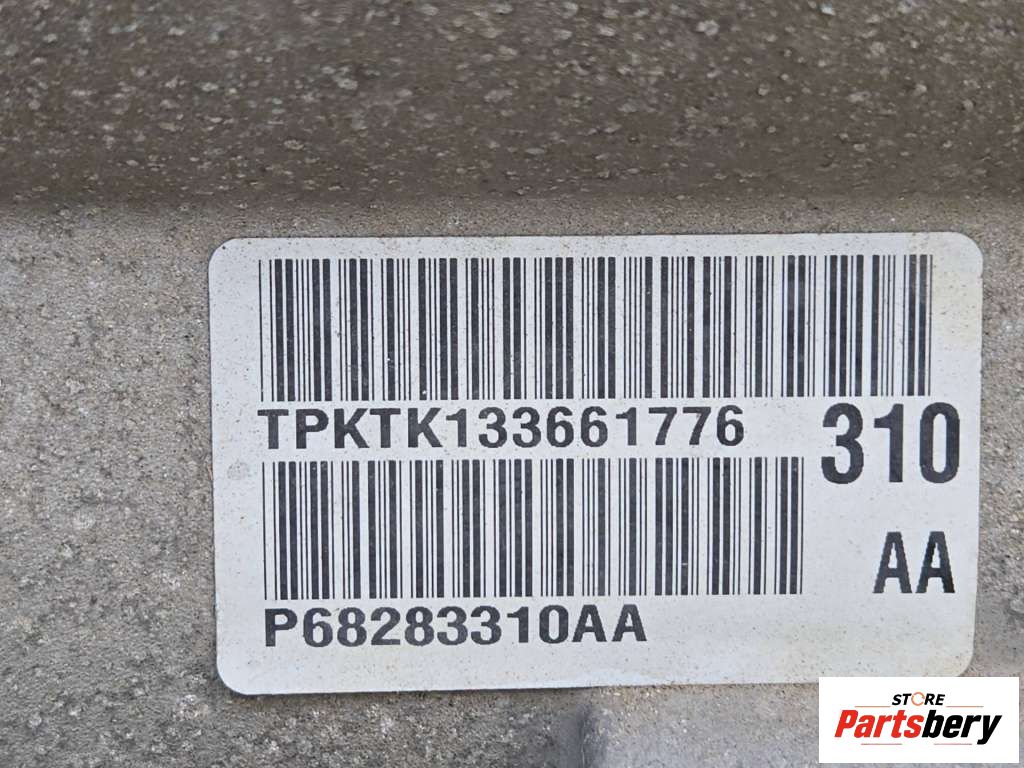 TPKTK133661776
310
AA
P68283310AA
STORE
Partsbery